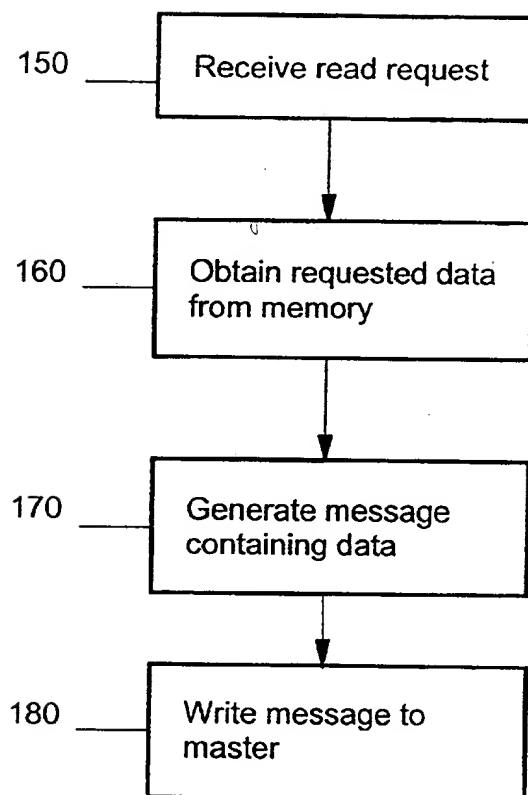 150
Receive read request
160
Obtain requested data
from memory
170
Generate message
containing data
180
Write message to
master